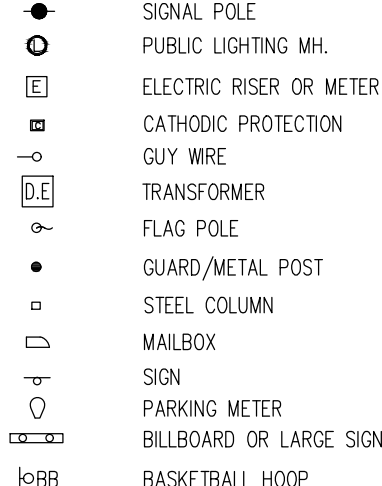 SIGNAL POLE
L PUBLIC LIGHTING MH.
E ELECTRIC RISER OR METER
C CATHODIC PROTECTION
GUY WIRE
D.E TRANSFORMER
FLAG POLE
GUARD/METAL POST
STEEL COLUMN
MAILBOX
SIGN
PARKING METER
BILLBOARD OR LARGE SIGN
BB BASKETBALL HOOP